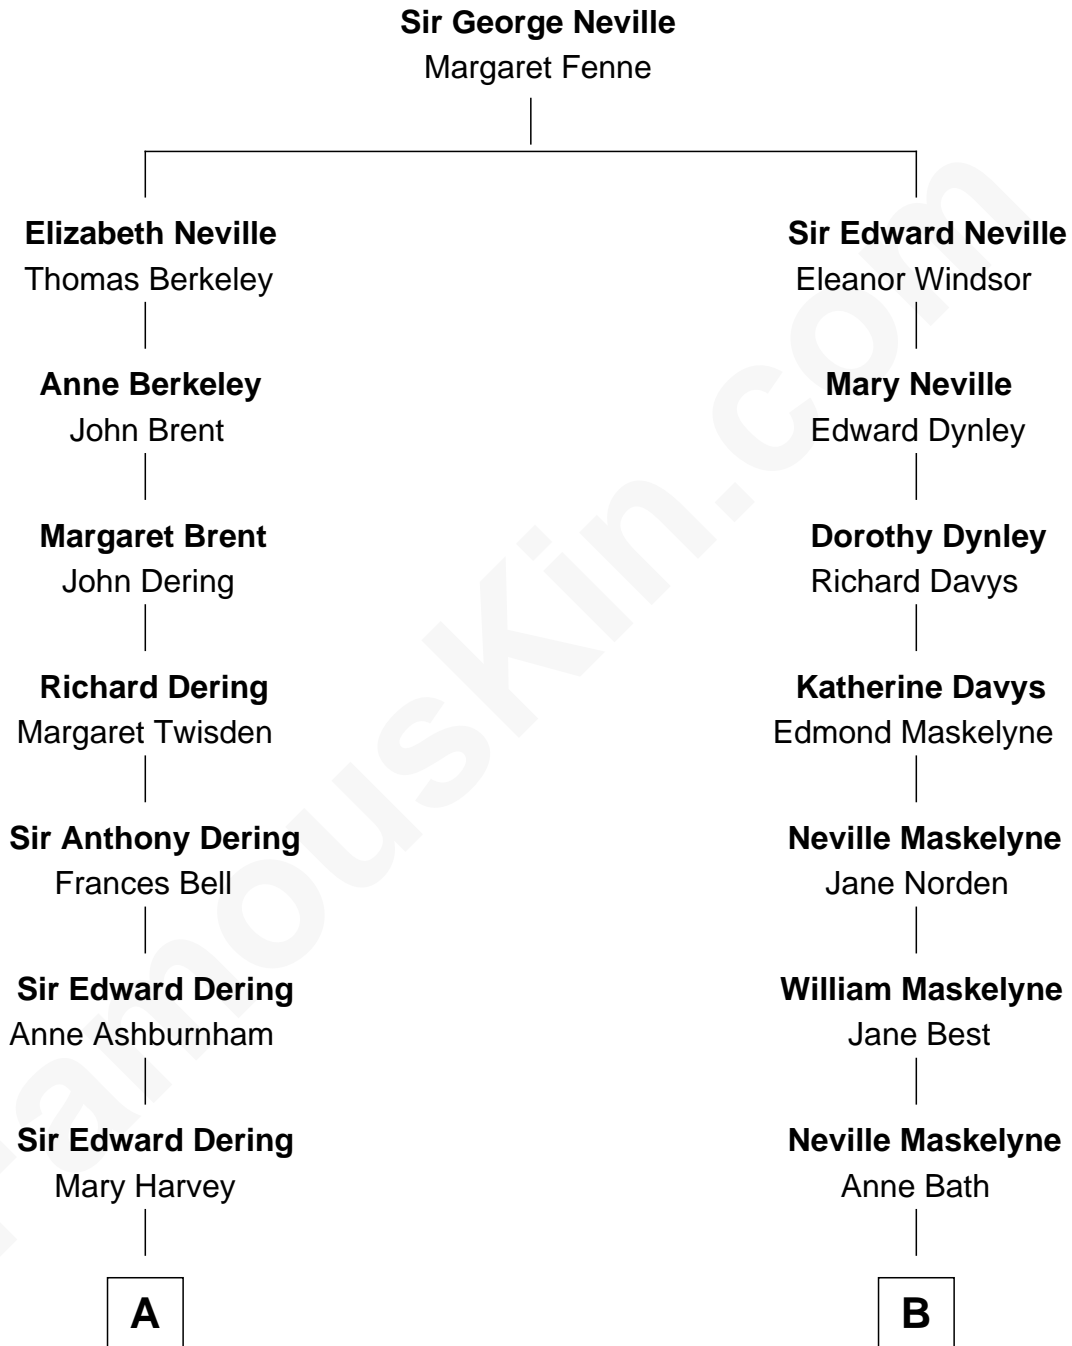 Sir George Neville
Margaret Fenne
Elizabeth Neville
Thomas Berkeley
Sir Edward Neville
Eleanor Windsor
Anne Berkeley
John Brent
Mary Neville
Edward Dynley
Margaret Brent
John Dering
Dorothy Dynley
Richard Davys
Richard Dering
Margaret Twisden
Katherine Davys
Edmond Maskelyne
Sir Anthony Dering
Frances Bell
Neville Maskelyne
Jane Norden
Sir Edward Dering
Anne Ashburnham
William Maskelyne
Jane Best
Sir Edward Dering
Mary Harvey
Neville Maskelyne
Anne Bath
A
B
FamousKin.com